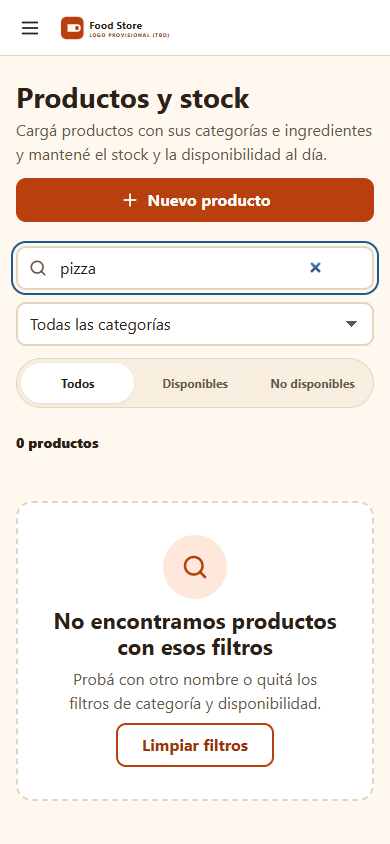 Food Store
LOGO PROVISIONAL (TBD)
Productos y stock
Cargá productos con sus categorías e ingredientes
y mantené el stock y la disponibilidad al día.
Nuevo producto
pizza
Todas las categorías
Todos
Disponibles
No disponibles
0 productos
No encontramos productos
con esos filtros
Probá con otro nombre o quitá los
filtros de categoría y disponibilidad.
Limpiar filtros